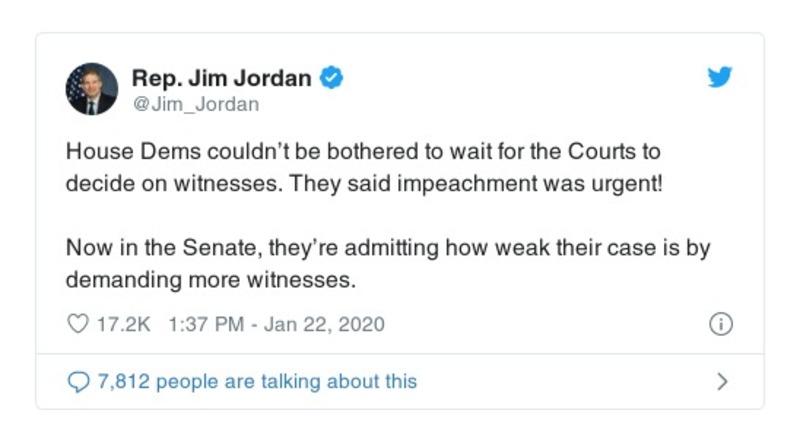 Rep. Jim Jordan
@Jim_Jordan
House Dems couldn’t be bothered to wait for the Courts to
decide on witnesses. They said impeachment was urgent!
Now in the Senate, they’re admitting how weak their case is by
demanding more witnesses.
17.2K 1:37 PM - Jan 22, 2020
7,812 people are talking about this